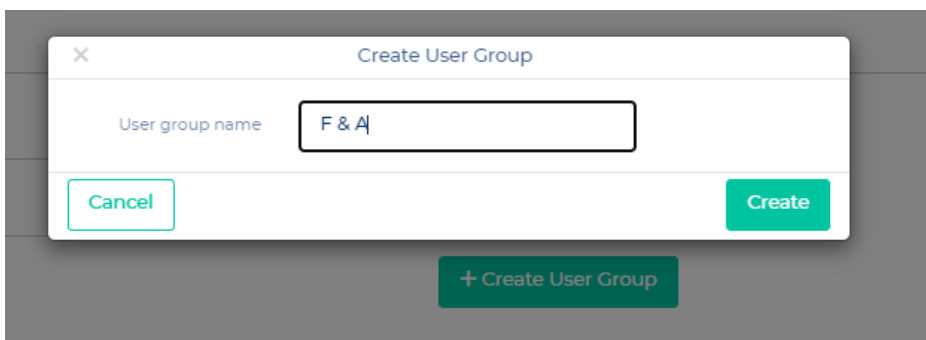 × Create User Group
User group name F & A
Cancel Create
+ Create User Group